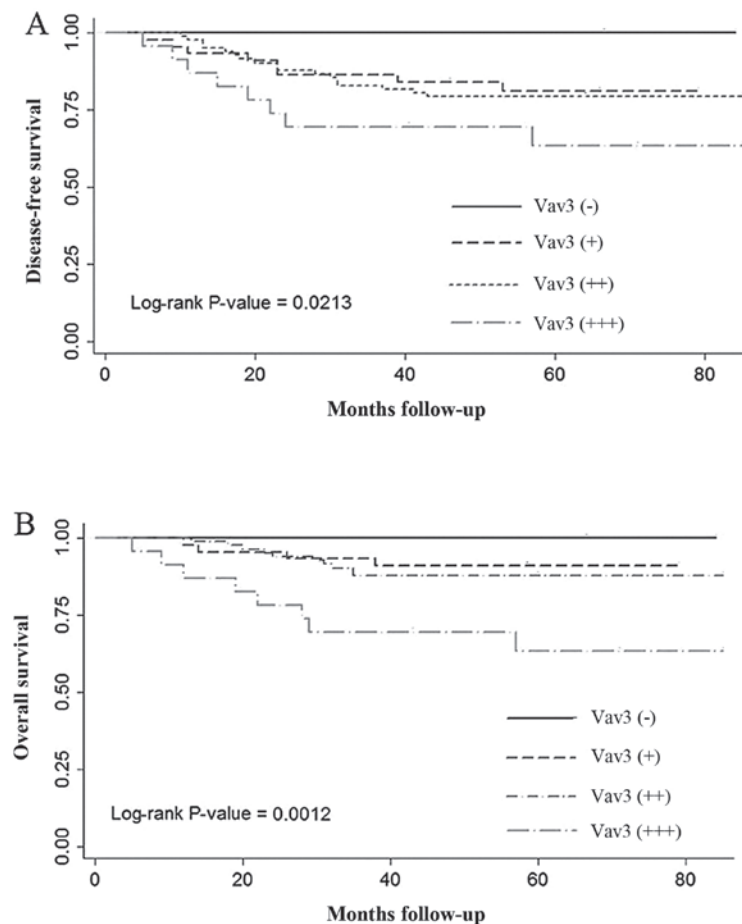 A
1.00
0.75
0.50
0.25
0.00
Disease-free survival
Vav3 (-)
Vav3 (+)
Vav3 (++)
Vav3 (+++)
Log-rank P-value = 0.0213
0 20 40 60 80
Months follow-up
B
1.00
0.75
0.50
0.25
0.00
Overall survival
Vav3 (-)
Vav3 (+)
Vav3 (++)
Vav3 (+++)
Log-rank P-value = 0.0012
0 20 40 60 80
Months follow-up